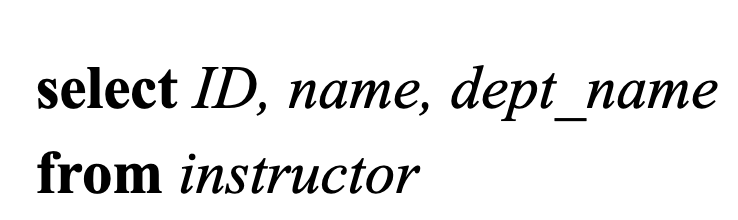 select ID, name, dept_name
from instructor